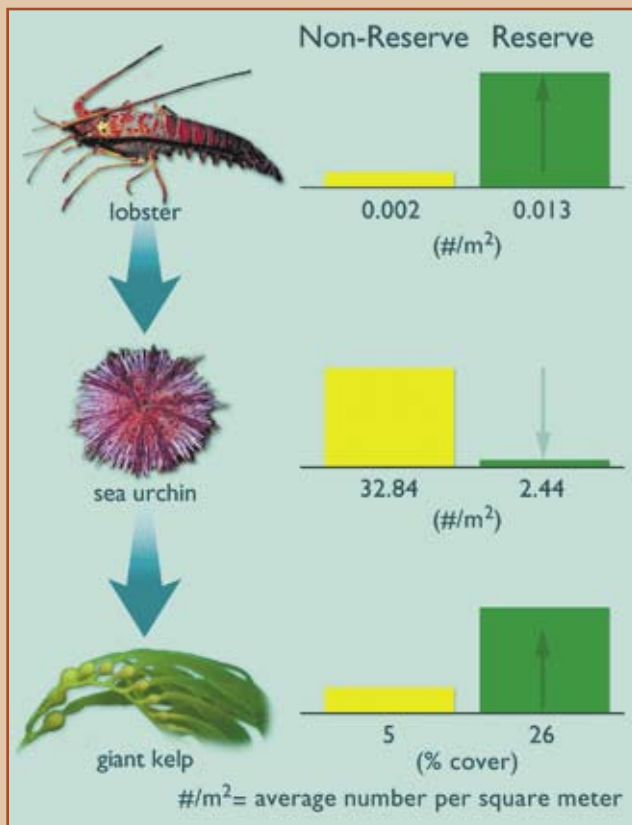 Non-Reserve Reserve
lobster
0.002 0.013
(#/m²)
sea urchin
32.84 2.44
(#/m²)
giant kelp
5 26
(% cover)
#/m²= average number per square meter